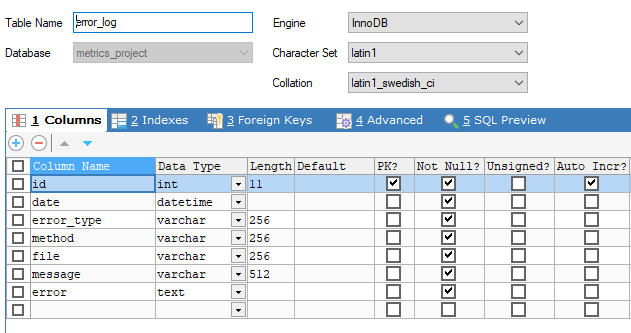 Table Name error_log Engine InnoDB
Database metrics_project Character Set latin1
Collation latin1_swedish_ci
1 Columns 2 Indexes 3 Foreign Keys 4 Advanced 5 SQL Preview
Column Name Data Type Length Default PK? Not Null? Unsigned? Auto Incr?
id int 11
date datetime
error_type varchar 256
method varchar 256
file varchar 256
message varchar 512
error text